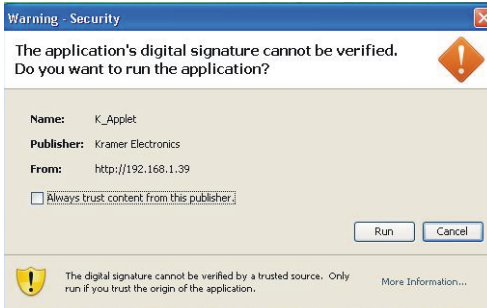 Warning - Security
The application's digital signature cannot be verified.
Do you want to run the application?
Name: K_Applet
Publisher: Kramer Electronics
From: http://192.168.1.39
Always trust content from this publisher.
Run Cancel
The digital signature cannot be verified by a trusted source. Only
run if you trust the origin of the application.
More Information...